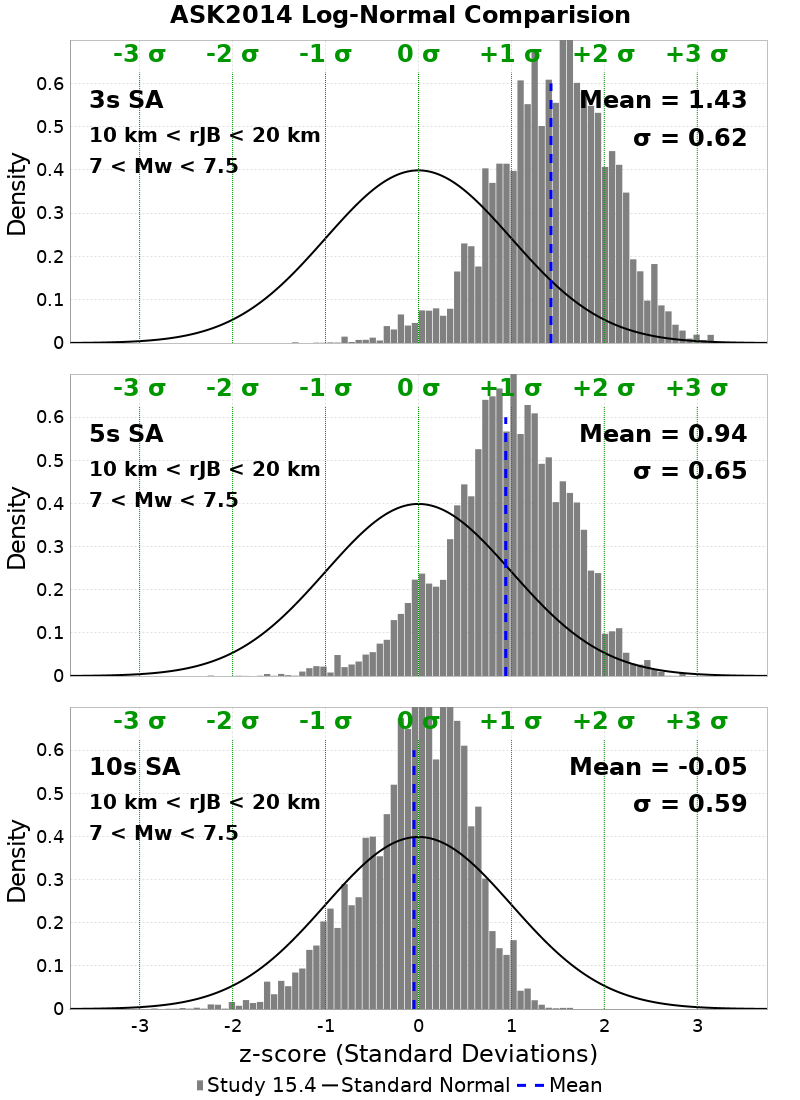 ASK2014 Log-Normal Comparision
-3 σ -2 σ -1 σ 0 σ +1 σ +2 σ +3 σ
3s SA
Mean = 1.43
10 km < rJB < 20 km
σ = 0.62
7 < Mw < 7.5
Density
0.6
0.5
0.4
0.3
0.2
0.1
0
-3 σ -2 σ -1 σ 0 σ +1 σ +2 σ +3 σ
5s SA
Mean = 0.94
10 km < rJB < 20 km
σ = 0.65
7 < Mw < 7.5
Density
0.6
0.5
0.4
0.3
0.2
0.1
0
-3 σ -2 σ -1 σ 0 σ +1 σ +2 σ +3 σ
10s SA
Mean = -0.05
10 km < rJB < 20 km
σ = 0.59
7 < Mw < 7.5
Density
0.6
0.5
0.4
0.3
0.2
0.1
0
-3 -2 -1 0 1 2 3
z-score (Standard Deviations)
Study 15.4 Standard Normal Mean